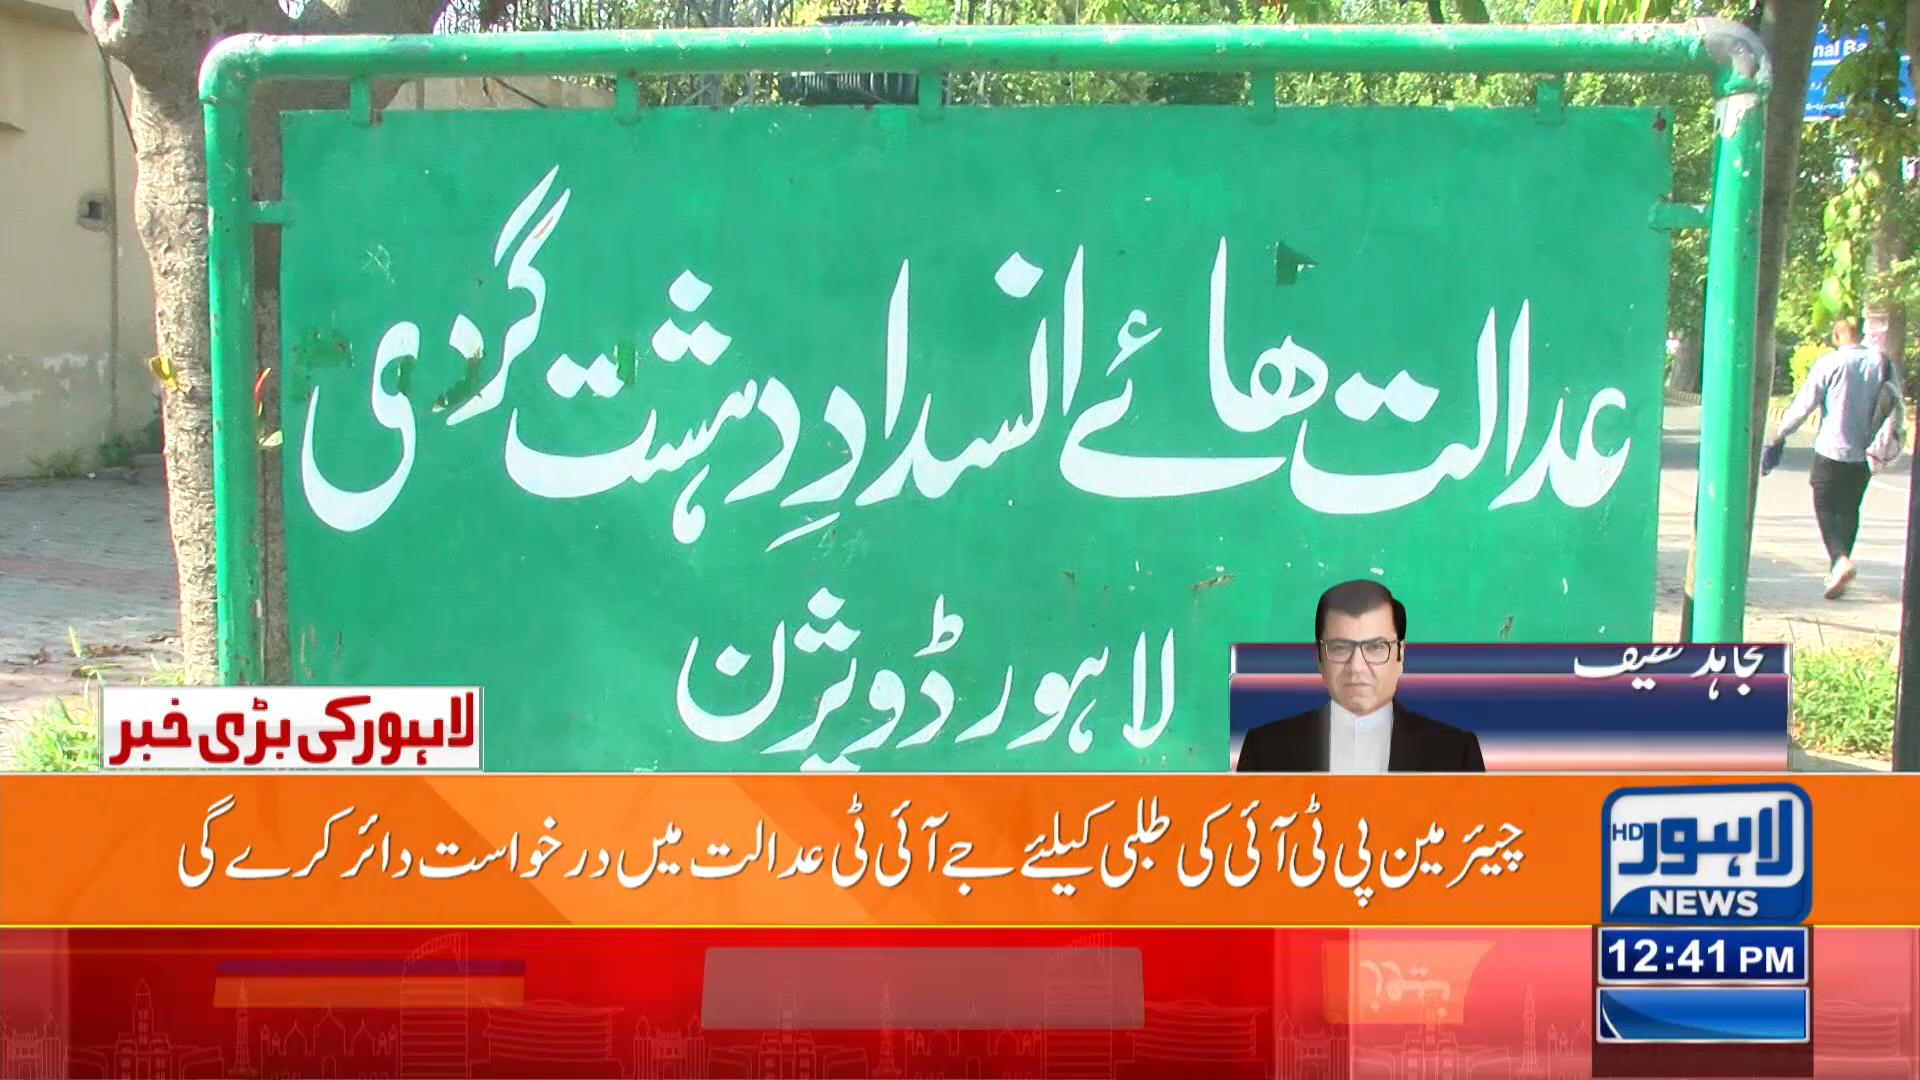 عدالت ھائے انسدادِ دہشت گردی
لاہور ڈویژن
مجاہد
لاہور کی بڑی خبر
چیئرمین پی ٹی آئی کی طلبی کیلئے جے آئی ٹی عدالت میں درخواست دائر کرے گی
لاہور
HD
NEWS
12:41 PM